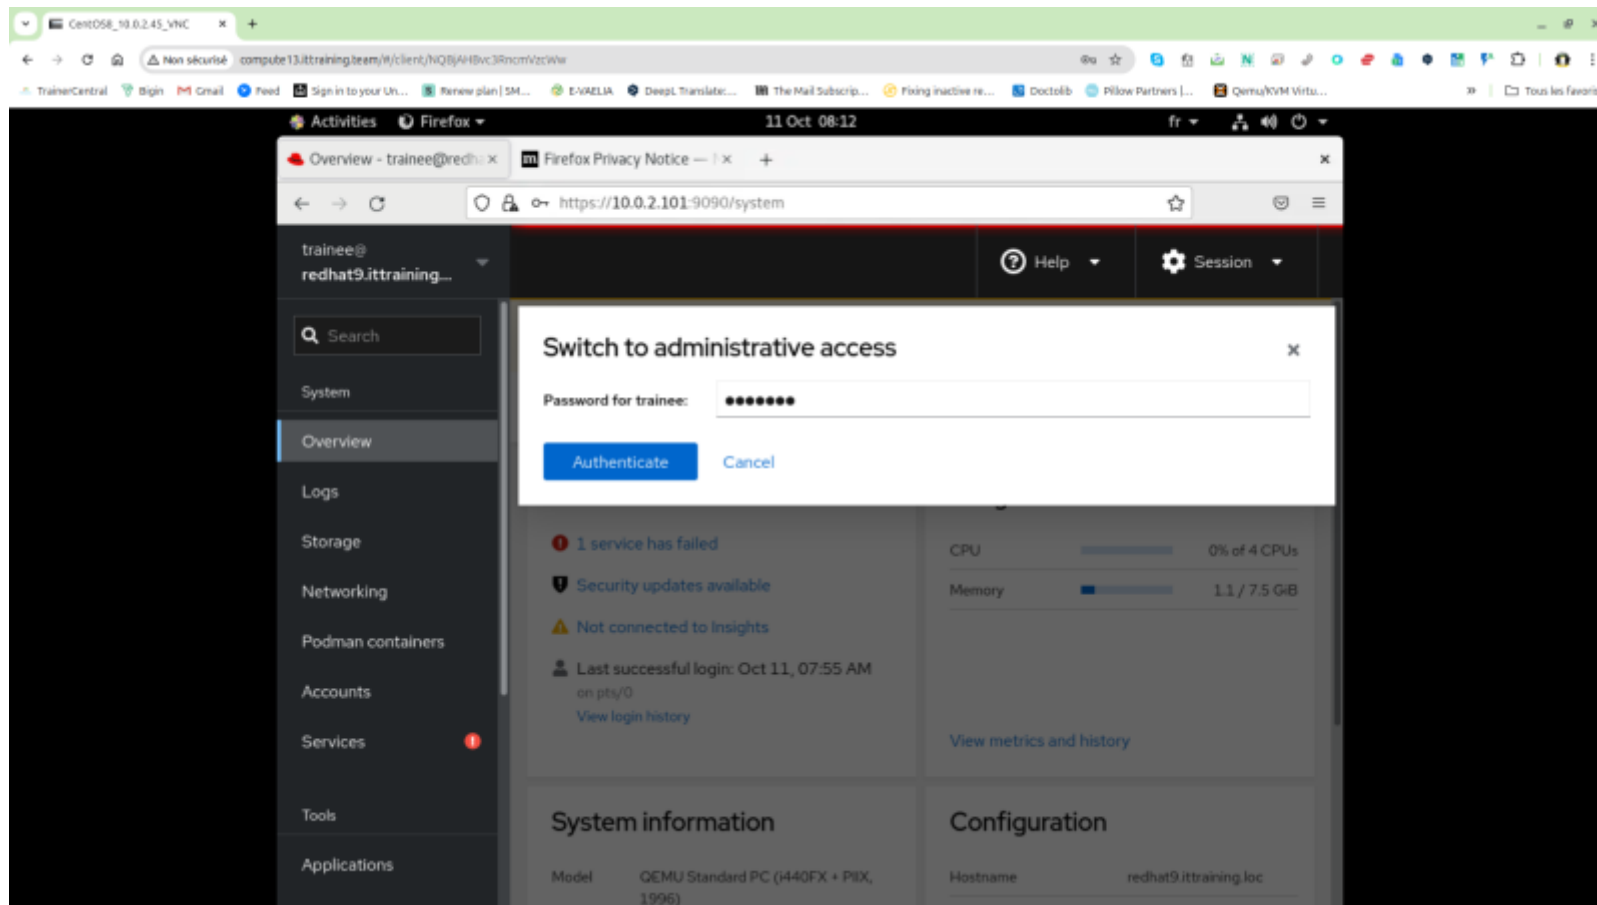 CentOS8_10.0.2.45_VNC
Non sécurisé compute13.ittraining.team/#/client/
TrainerCentral Bigin Gmail Feed Sign in to your Un... Renew plan | SM... E-VAELIA DeepL Translate:... The Mail Subscrip... Fixing inactive re... Doctolib Pillow Partners |... Qemu/KVM Virtu... » Tous les favoris
Activities Firefox 11 Oct 08:12 fr
Overview - trainee@redha × Firefox Privacy Notice — × +
https://10.0.2.101:9090/system
trainee@
redhat9.ittraining...
Help
Session
Search
System
Overview
Logs
Storage
Networking
Podman containers
Accounts
Services
Tools
Applications
Switch to administrative access
Password for trainee: •••••••
Authenticate Cancel
1 service has failed
Security updates available
Not connected to Insights
Last successful login: Oct 11, 07:55 AM
on pts/0
View login history
CPU 0% of 4 CPUs
Memory 1.1 / 7.5 GiB
View metrics and history
System information
Model QEMU Standard PC (i440FX + PIIX,
1996)
Configuration
Hostname redhat9.ittraining.loc